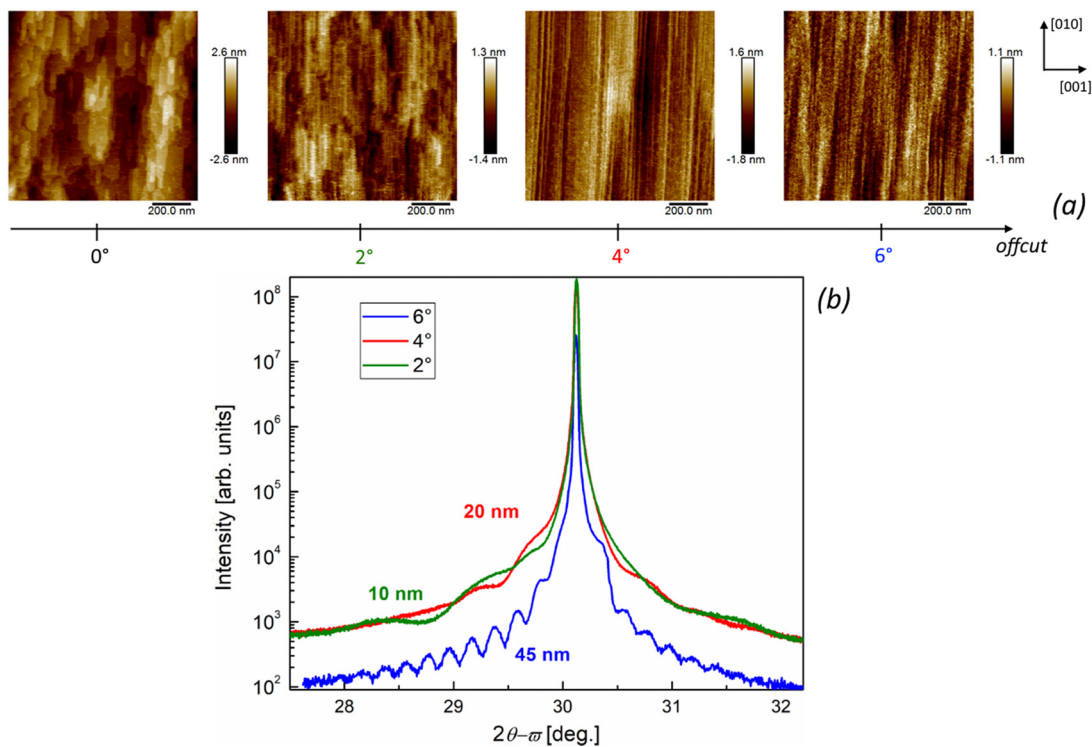 2.6 nm
-2.6 nm
200.0 nm
1.3 nm
-1.4 nm
200.0 nm
1.6 nm
-1.8 nm
200.0 nm
1.1 nm
-1.1 nm
200.0 nm
[010]
[001]
(a)
0°
2°
4°
6°
offcut
(b)
6°
4°
2°
10⁸
10⁷
10⁶
10⁵
10⁴
10³
10²
Intensity [arb. units]
20 nm
10 nm
45 nm
28
29
30
31
32
2θ-ϖ [deg.]